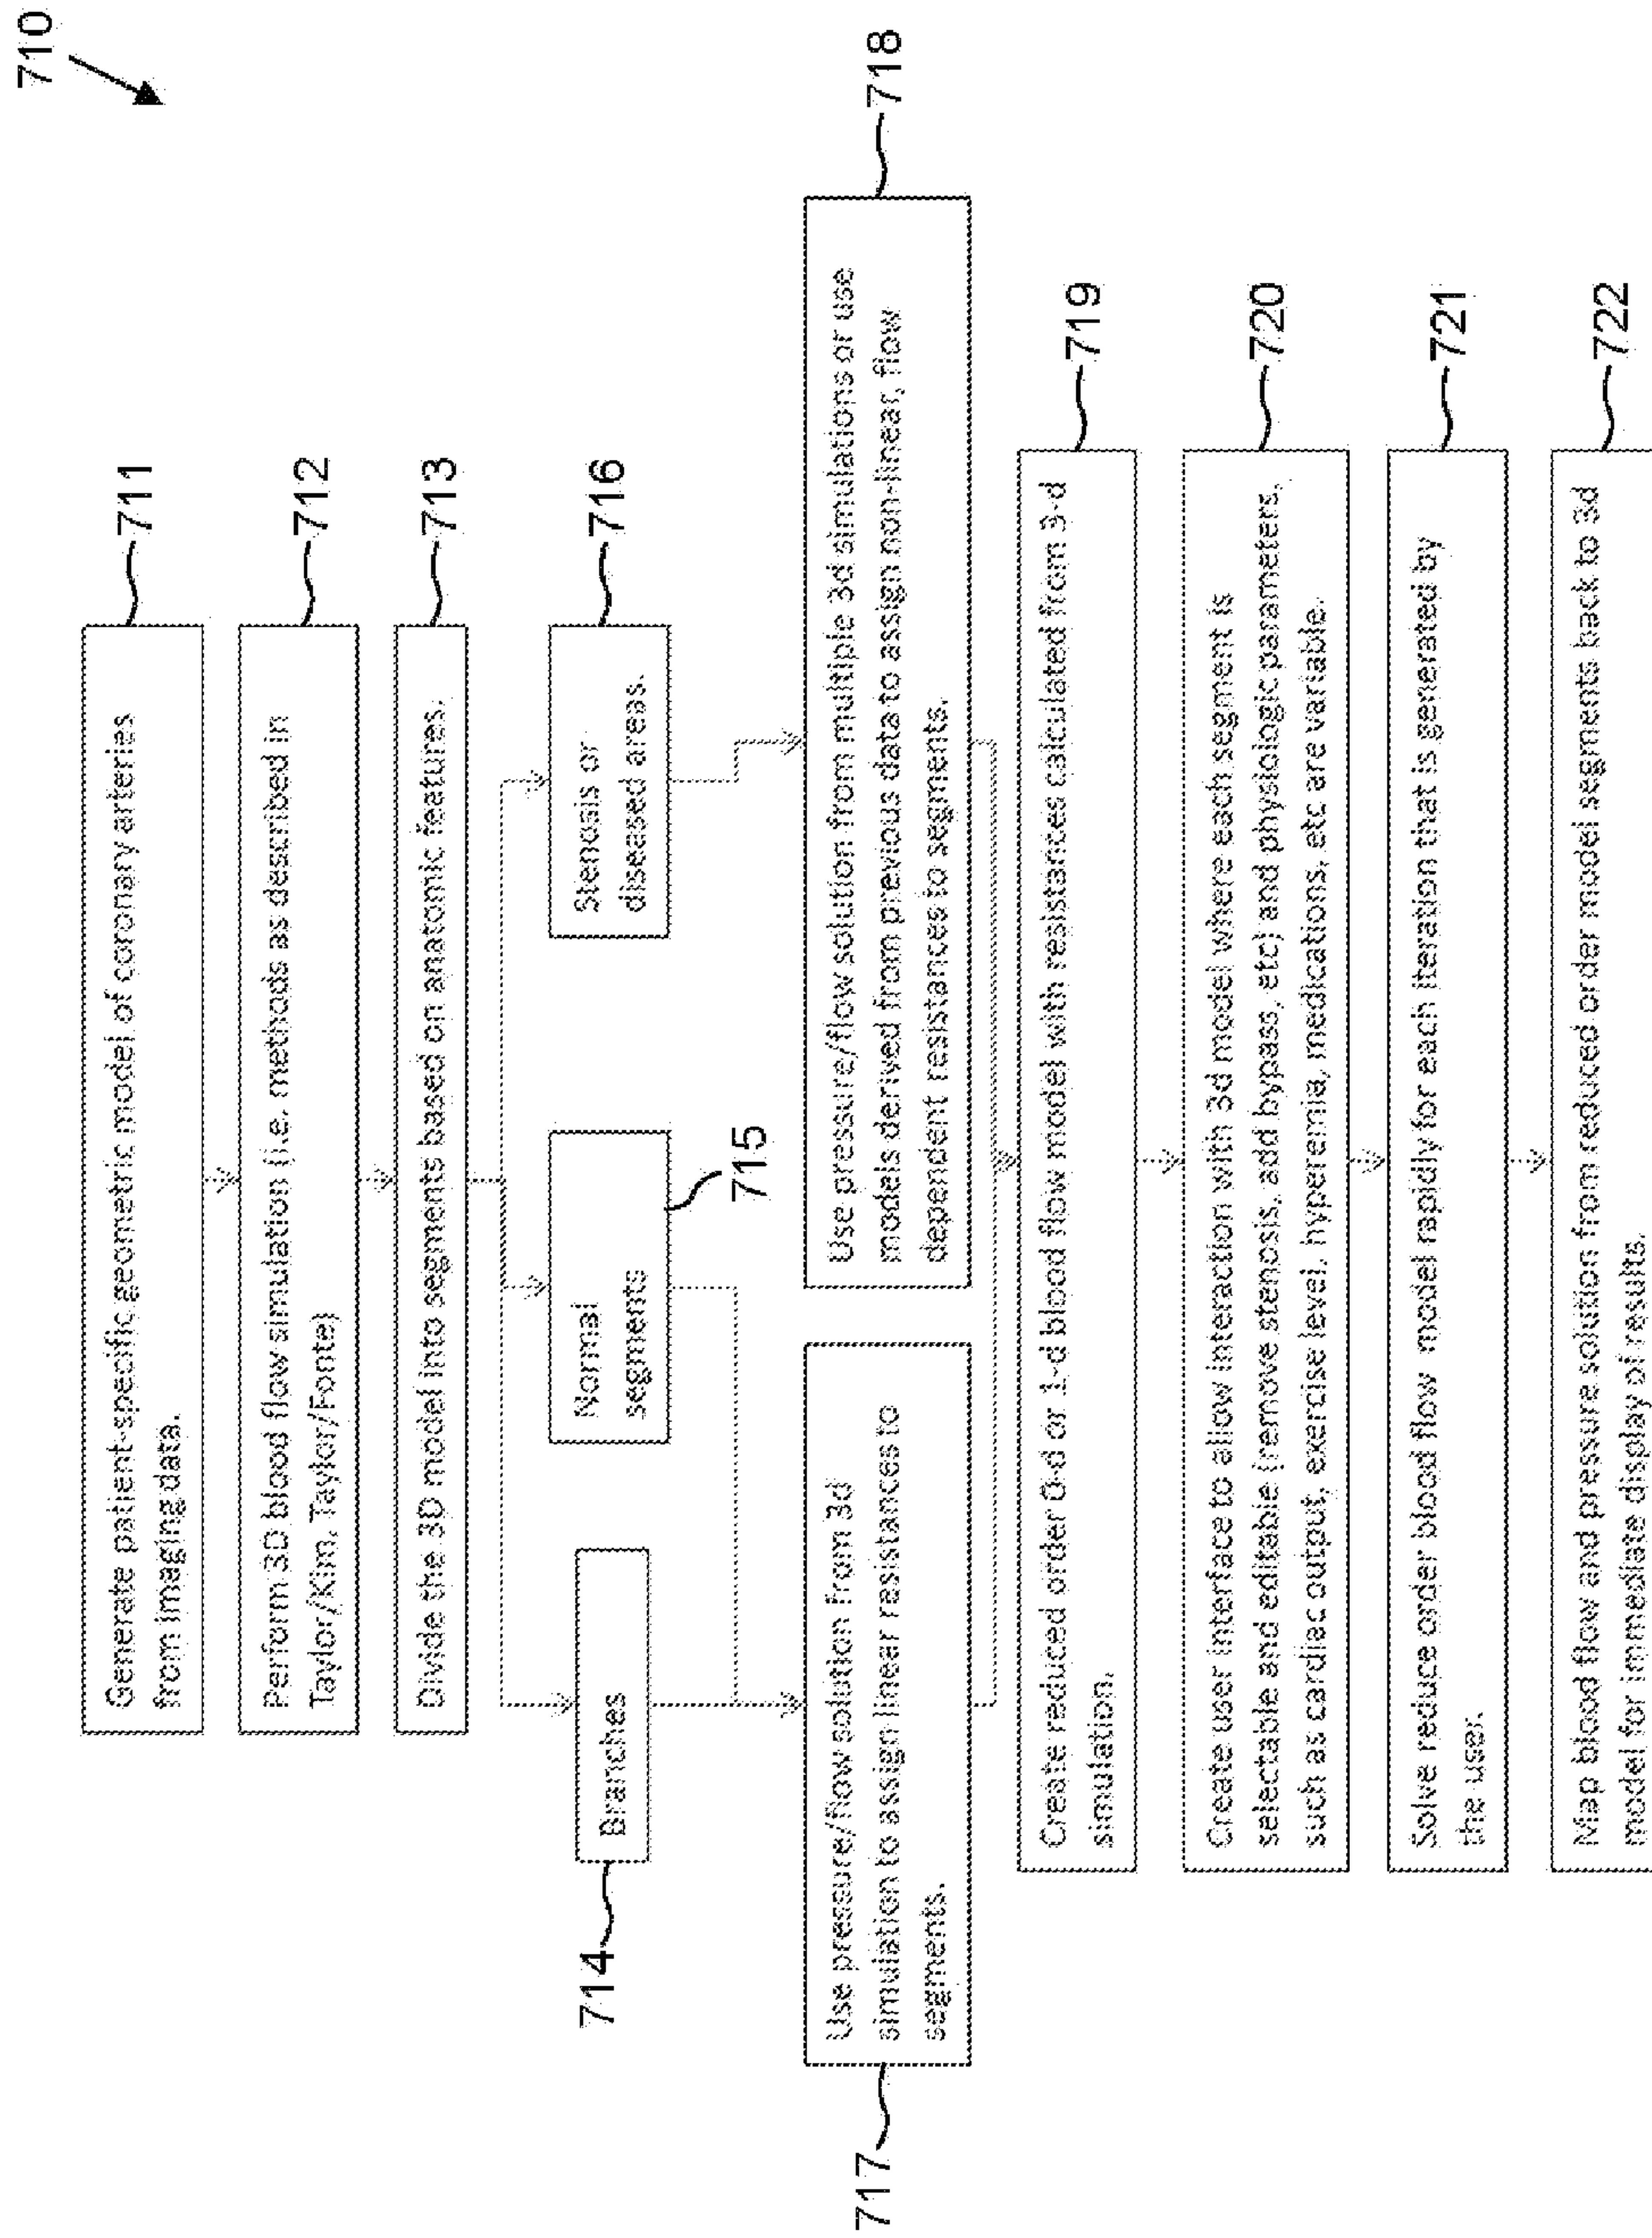 710
Generate patient-specific geometric model of coronary arteries
from imaging data.
711
Perform 3D blood flow simulation (i.e. methods as described in
Taylor/Kim, Taylor/Fonte)
712
Divide the 3D model into segments based on anatomic features.
713
714
Branches
Normal
segments
715
Stenosis or
diseased areas.
716
717
Use pressure/flow solution from 3d
simulation to assign linear resistances to
segments.
Use pressure/flow solution from multiple 3d simulations or use
models derived from previous data to assign non-linear, flow
dependent resistances to segments.
718
Create reduced order 0-d or 1-d blood flow model with resistances calculated from 3-d
simulation.
719
Create user interface to allow interaction with 3d model where each segment is
selectable and editable (remove stenosis, add bypass, etc) and physiologic parameters,
such as cardiac output, exercise level, hyperemia, medications, etc are variable.
720
Solve reduce order blood flow model rapidly for each iteration that is generated by
the user.
721
Map blood flow and pressure solution from reduced order model segments back to 3d
model for immediate display of results.
722